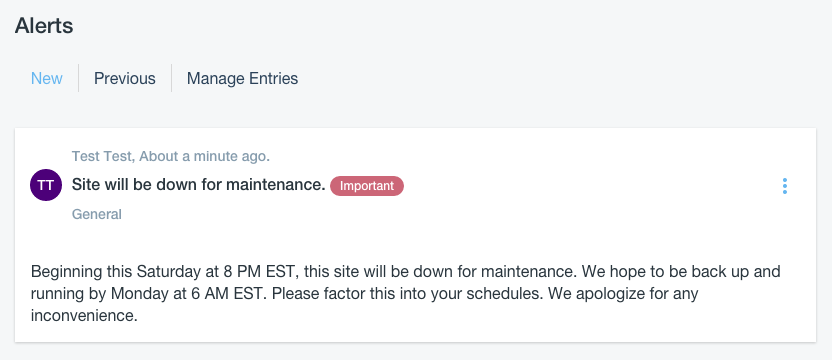 Alerts
New
Previous
Manage Entries
Test Test, About a minute ago.
TT
Site will be down for maintenance. Important
General
Beginning this Saturday at 8 PM EST, this site will be down for maintenance. We hope to be back up and
running by Monday at 6 AM EST. Please factor this into your schedules. We apologize for any
inconvenience.